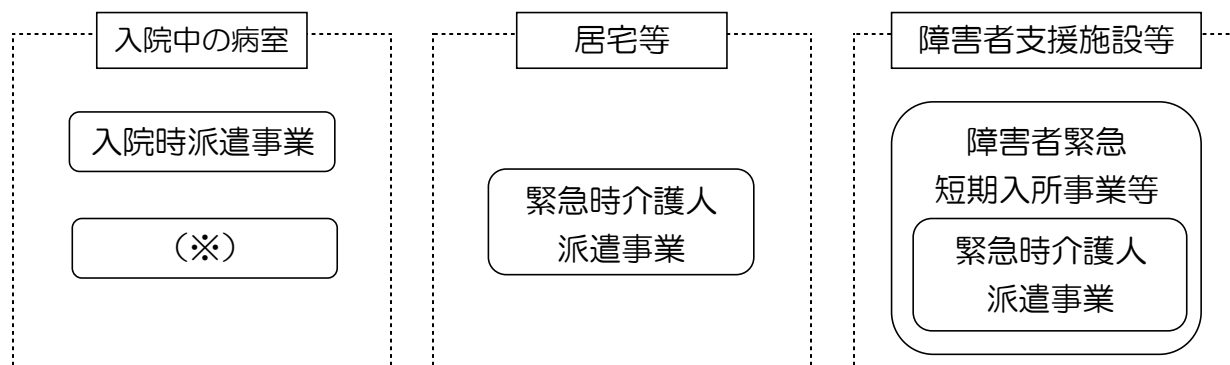 入院中の病室
入院時派遣事業
(※)
居宅等
緊急時介護人
派遣事業
障害者支援施設等
障害者緊急
短期入所事業等
緊急時介護人
派遣事業